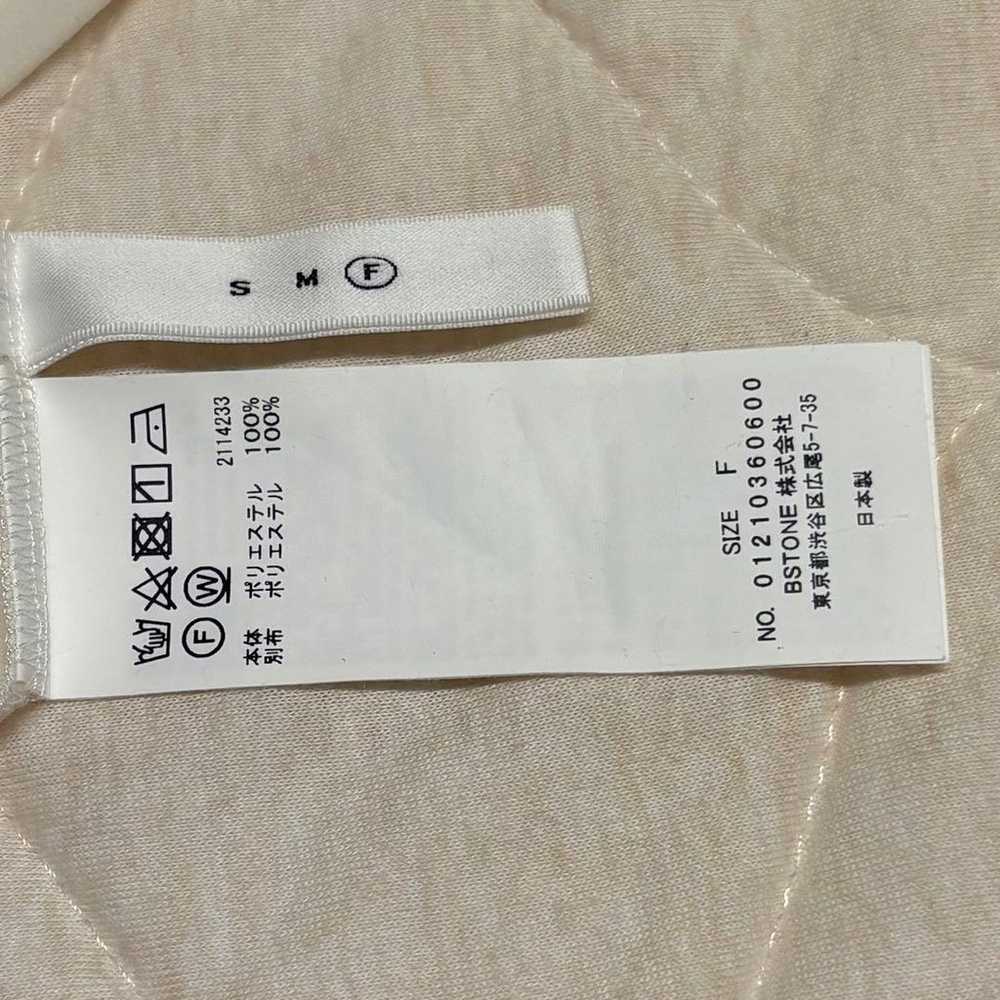 S M F
F W
2114233
本体 ポリエステル 100%
別布 ポリエステル 100%
SIZE F
NO. 01210360600
BSTONE 株式会社
東京都渋谷区広尾5-7-35
日本製